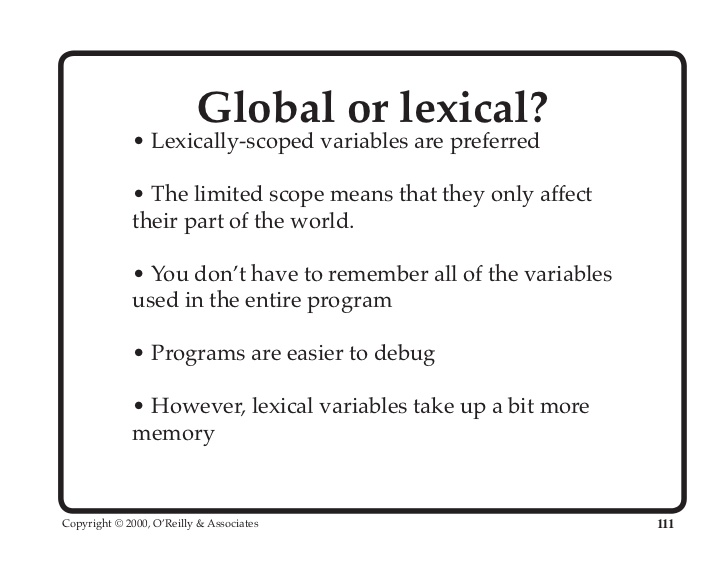 Global or lexical?
• Lexically-scoped variables are preferred
• The limited scope means that they only affect
their part of the world.
• You don’t have to remember all of the variables
used in the entire program
• Programs are easier to debug
• However, lexical variables take up a bit more
memory
Copyright © 2000, O’Reilly & Associates
111